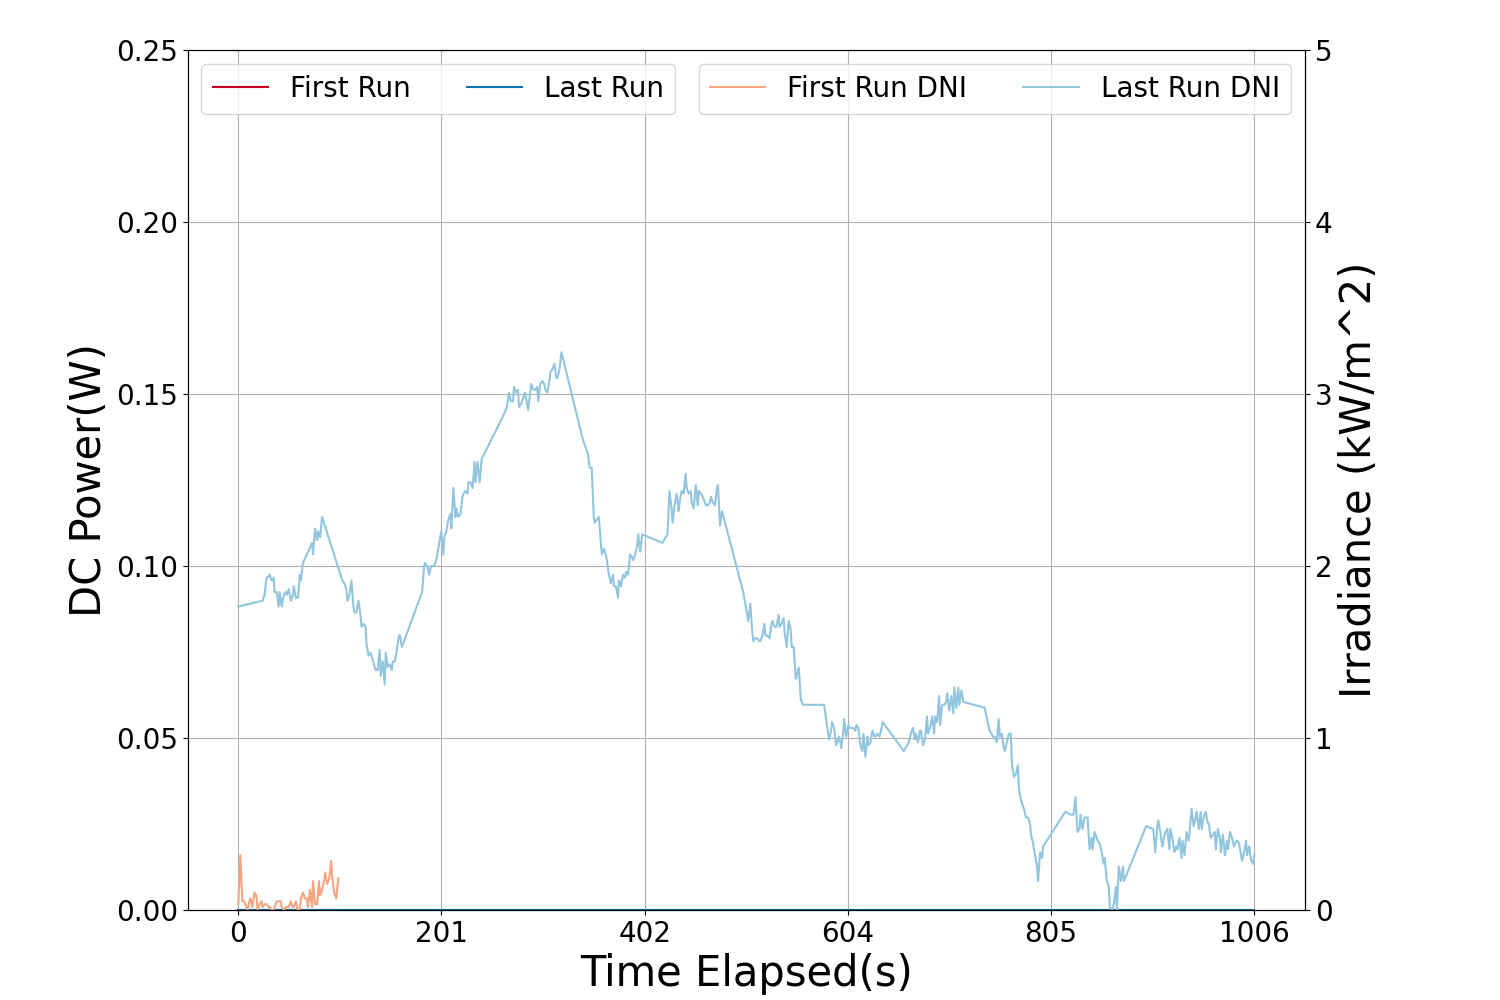 First Run
Last Run
First Run DNI
Last Run DNI
0.25
0.20
0.15
0.10
0.05
0.00
DC Power(W)
5
4
3
2
1
0
Irradiance (kW/m^2)
0 201 402 604 805 1006
Time Elapsed(s)